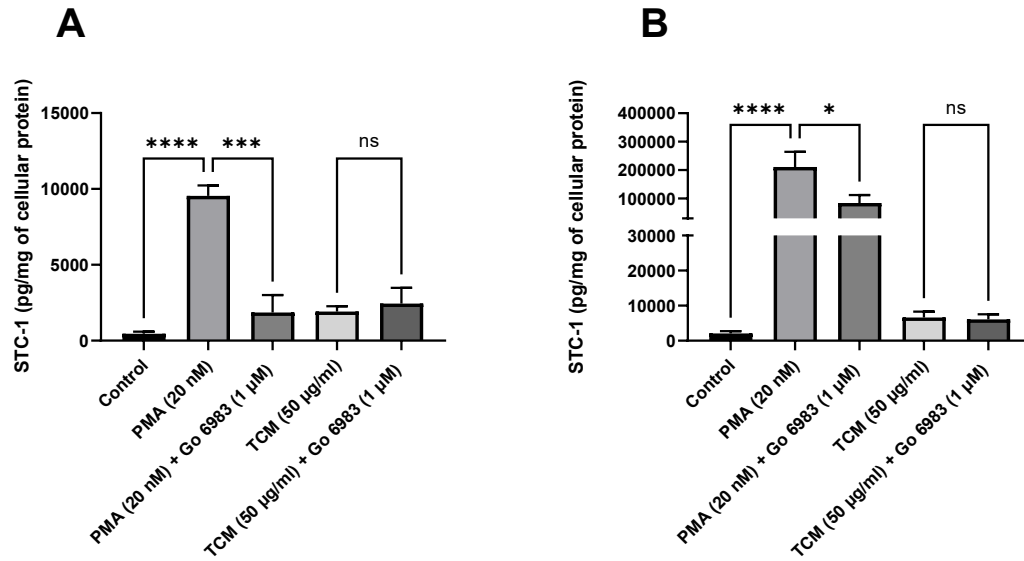 A
STC-1 (pg/mg of cellular protein)
15000
10000
5000
0
****
***
ns
Control
PMA (20 nM)
PMA (20 nM) + Go 6983 (1 µM)
TCM (50 µg/ml)
TCM (50 µg/ml) + Go 6983 (1 µM)
B
STC-1 (pg/mg of cellular protein)
400000
300000
200000
100000
30000
20000
10000
0
****
*
ns
Control
PMA (20 nM)
PMA (20 nM) + Go 6983 (1 µM)
TCM (50 µg/ml)
TCM (50 µg/ml) + Go 6983 (1 µM)